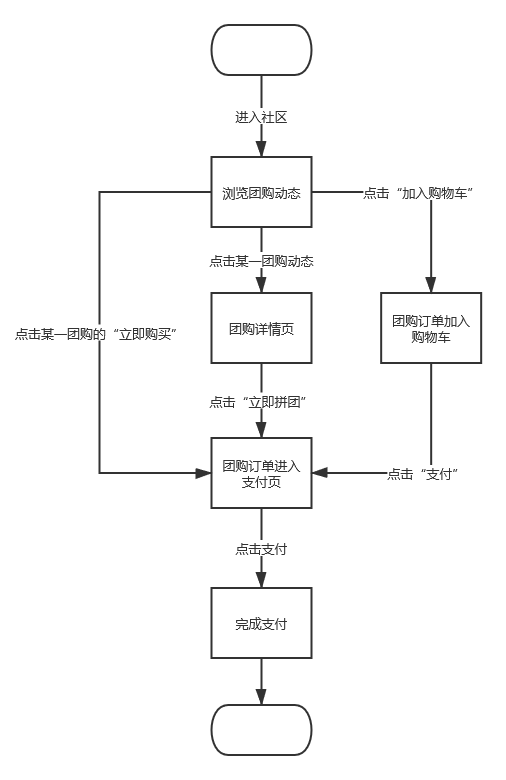 进入社区
浏览团购动态
点击“加入购物车”
点击某一团购动态
团购详情页
团购订单加入
购物车
点击某一团购的“立即购买”
点击“立即拼团”
团购订单进入
支付页
点击“支付”
点击支付
完成支付